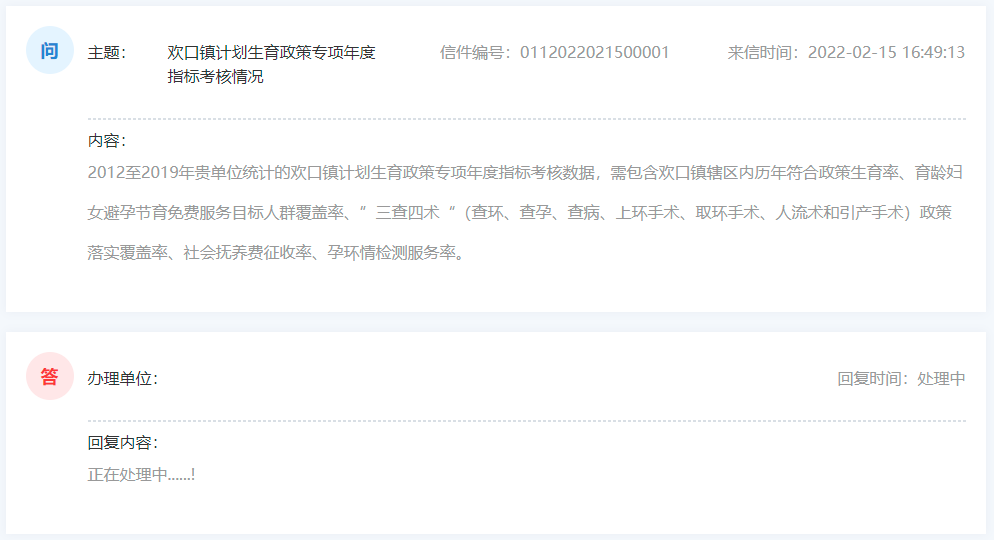 问
主题： 欢口镇计划生育政策专项年度 信件编号：0112022021500001 来信时间：2022-02-15 16:49:13
指标考核情况
内容：
2012至2019年贵单位统计的欢口镇计划生育政策专项年度指标考核数据，需包含欢口镇辖区内历年符合政策生育率、育龄妇
女避孕节育免费服务目标人群覆盖率、”三查四术“（查环、查孕、查病、上环手术、取环手术、人流术和引产手术）政策
落实覆盖率、社会抚养费征收率、孕环情检测服务率。
答
办理单位： 回复时间：处理中
回复内容：
正在处理中......!